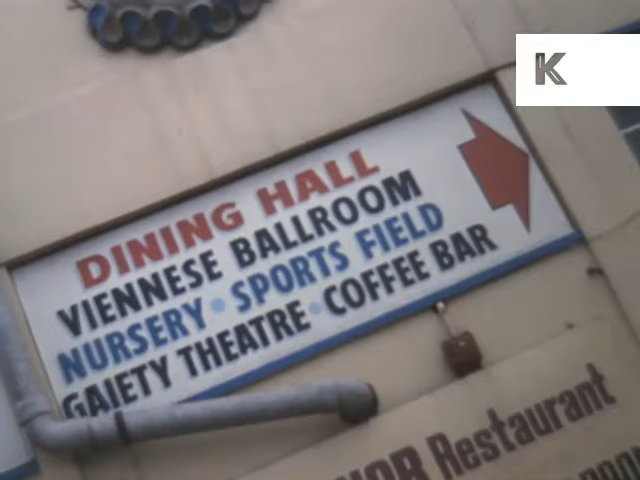 K
DINING HALL
VIENNESE BALLROOM
NURSERY • SPORTS FIELD
GAIETY THEATRE • COFFEE BAR
Restaurant